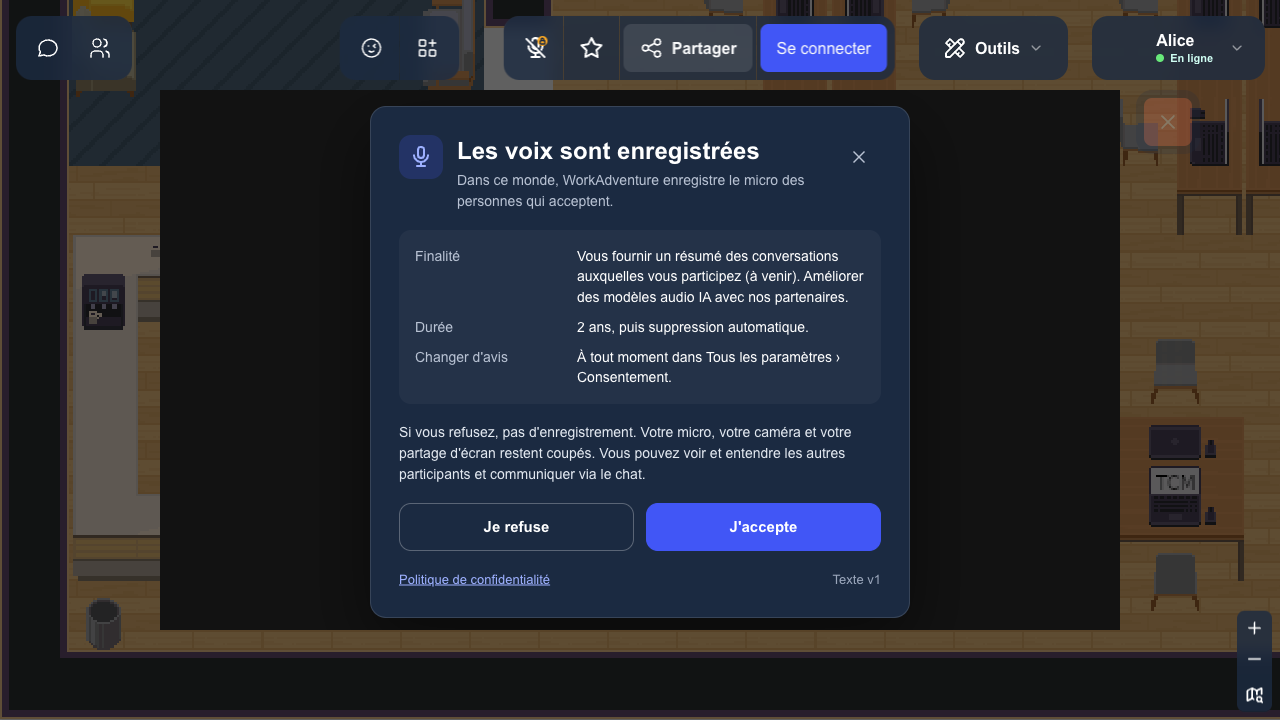 Partager
Se connecter
Outils
Alice
En ligne
Les voix sont enregistrées
Dans ce monde, WorkAdventure enregistre le micro des
personnes qui acceptent.
Finalité
Vous fournir un résumé des conversations
auxquelles vous participez (à venir). Améliorer
des modèles audio IA avec nos partenaires.
Durée
2 ans, puis suppression automatique.
Changer d'avis
À tout moment dans Tous les paramètres ›
Consentement.
Si vous refusez, pas d'enregistrement. Votre micro, votre caméra et votre
partage d'écran restent coupés. Vous pouvez voir et entendre les autres
participants et communiquer via le chat.
Je refuse
J'accepte
Politique de confidentialité
Texte v1
TCM